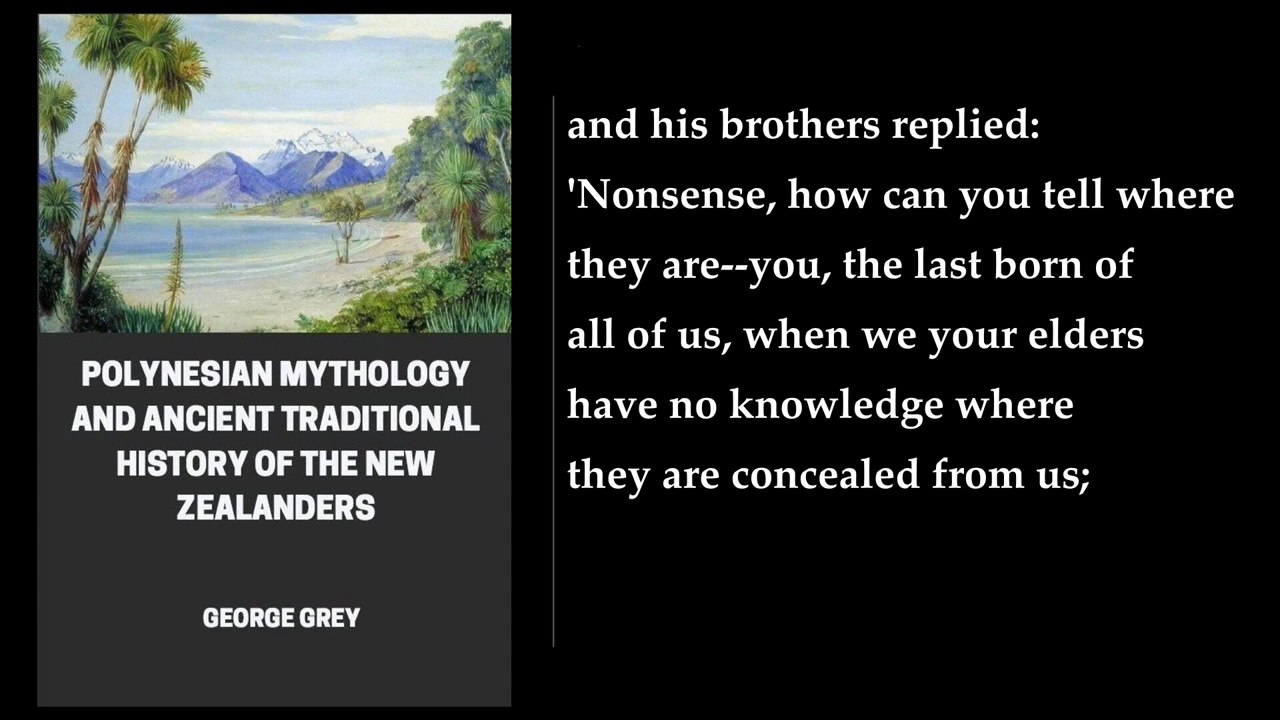 POLYNESIAN MYTHOLOGY
AND ANCIENT TRADITIONAL
HISTORY OF THE NEW
ZEALANDERS
GEORGE GREY
and his brothers replied:
'Nonsense, how can you tell where
they are--you, the last born of
all of us, when we your elders
have no knowledge where
they are concealed from us;